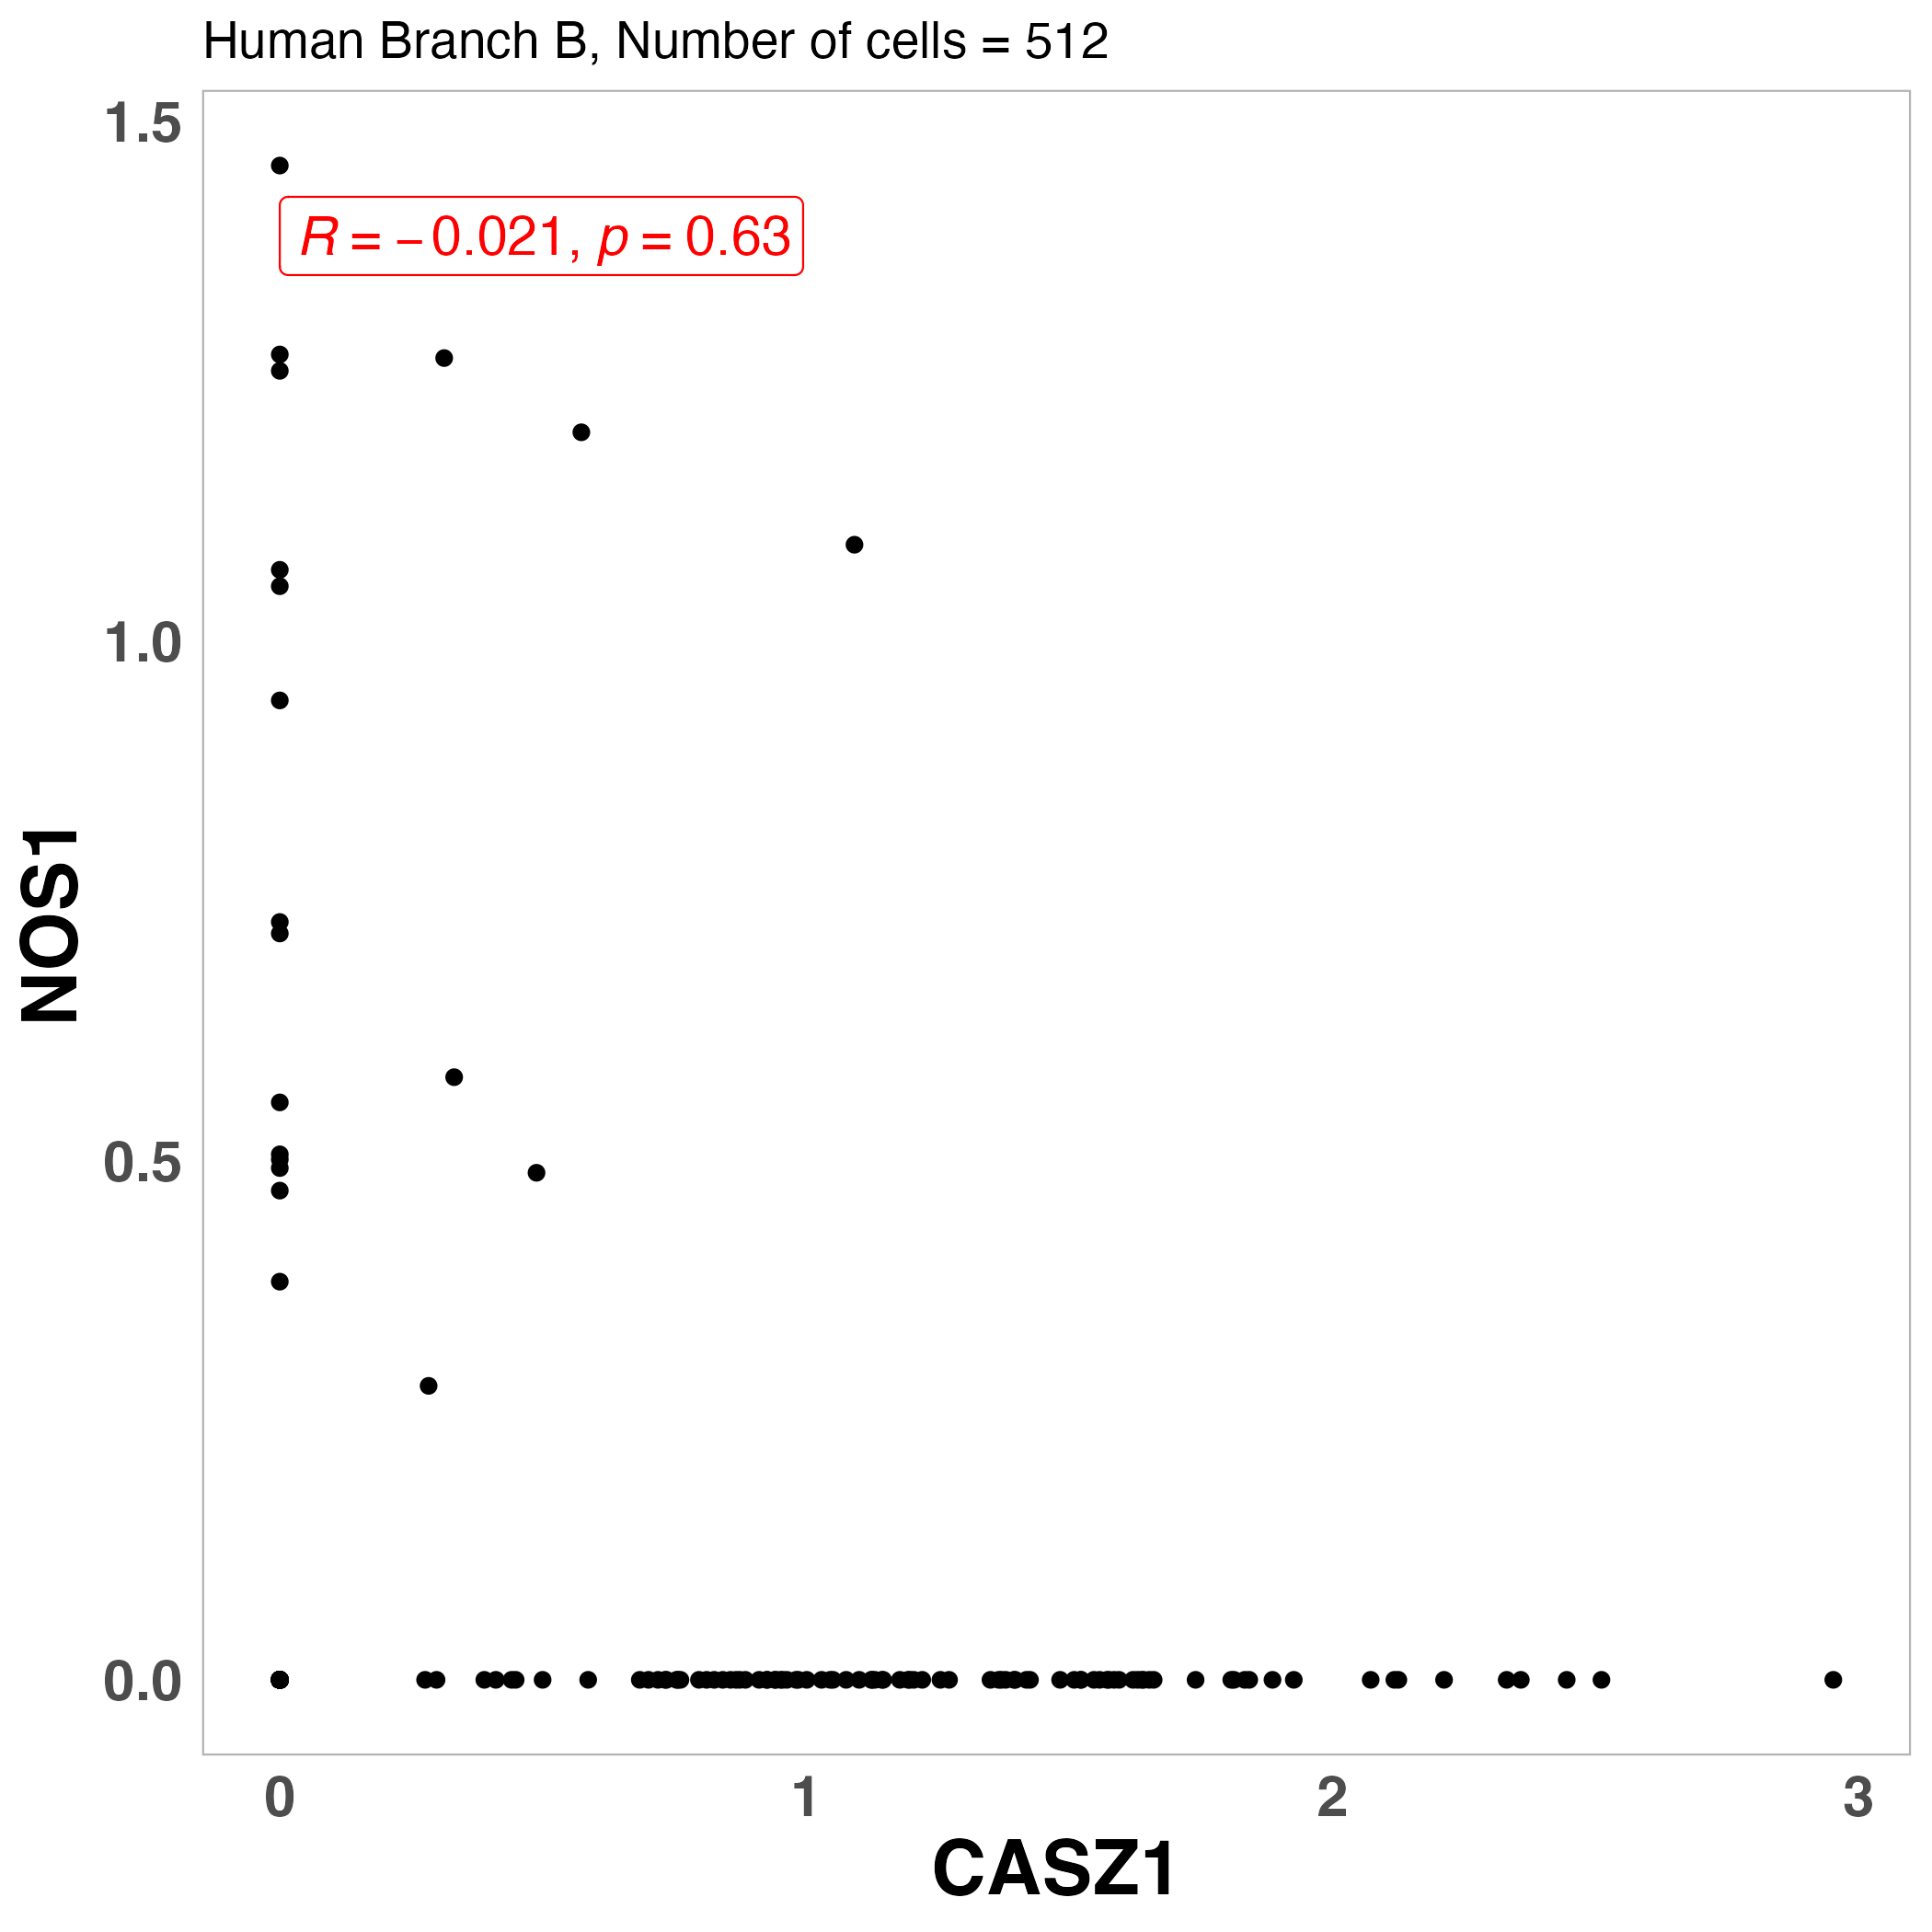 Human Branch B, Number of cells = 512
1.5
R = −0.021, p = 0.63
1.0
NOS1
0.5
0.0
0 1 2 3
CASZ1